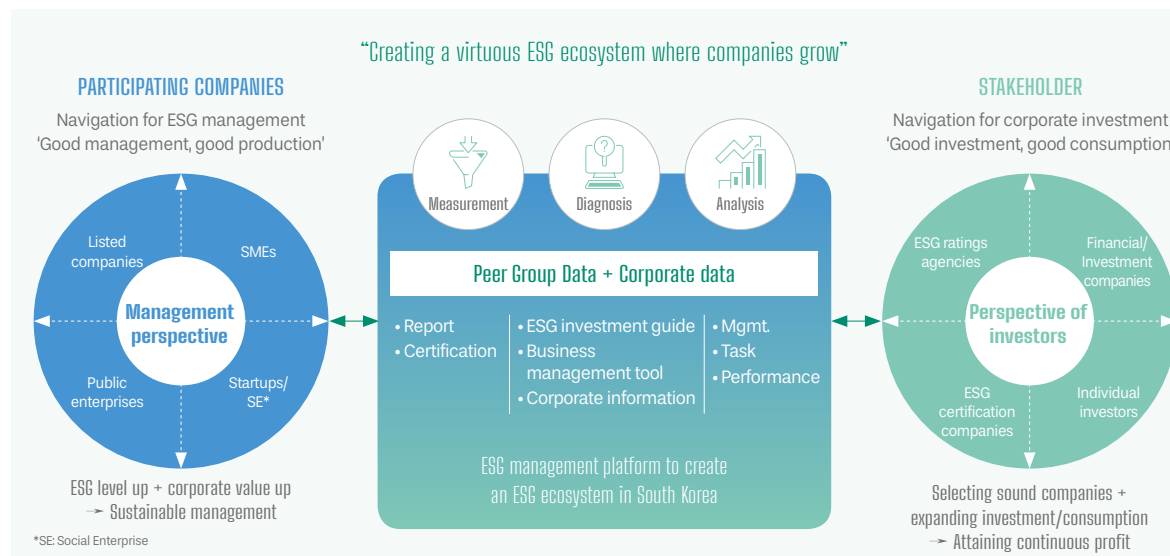 “Creating a virtuous ESG ecosystem where companies grow”
PARTICIPATING COMPANIES
Navigation for ESG management
‘Good management, good production’
Listed
companies
SMEs
Management
perspective
Public
enterprises
Startups/
SE*
ESG level up + corporate value up
→ Sustainable management
*SE: Social Enterprise
Measurement
Diagnosis
Analysis
Peer Group Data + Corporate data
• Report
• Certification
• ESG investment guide
• Business
management tool
• Corporate information
• Mgmt.
• Task
• Performance
ESG management platform to create
an ESG ecosystem in South Korea
STAKEHOLDER
Navigation for corporate investment
‘Good investment, good consumption
ESG ratings
agencies
Financial/
Investment
companies
Perspective of
investors
ESG
certification
companies
Individual
investors
Selecting sound companies +
expanding investment/consumption
→ Attaining continuous profit